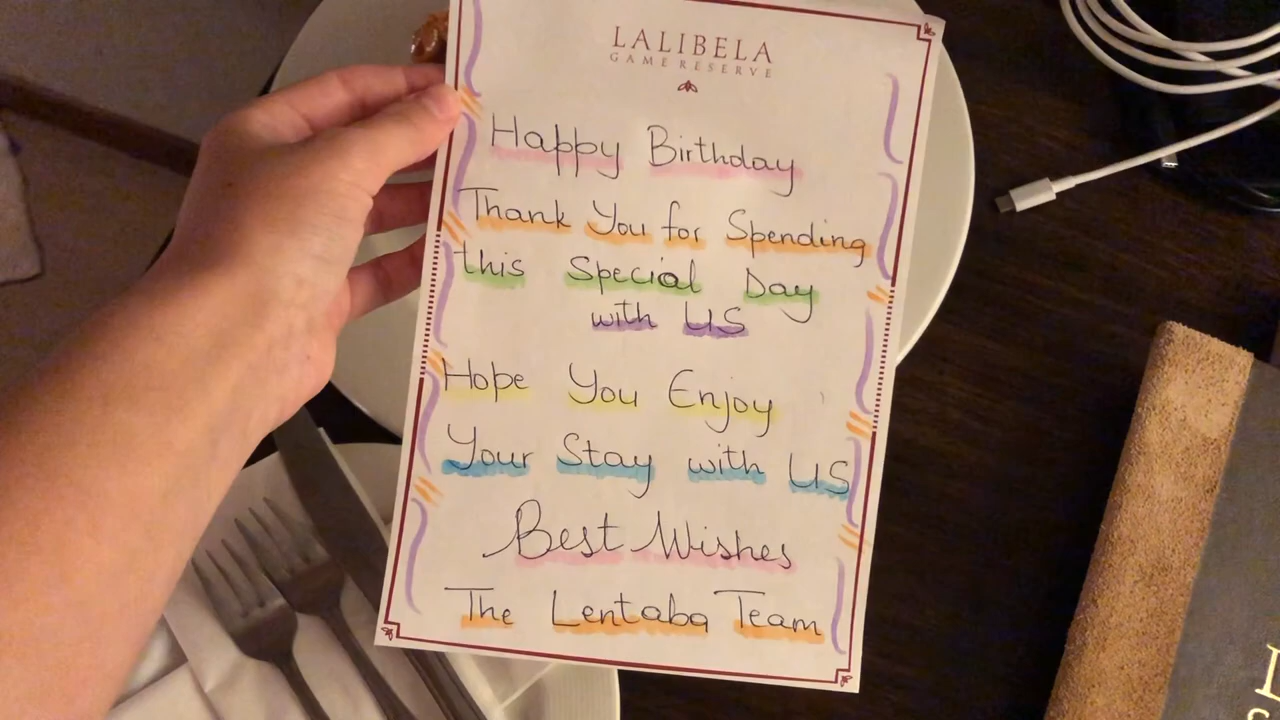 LALIBELA
GAME RESERVE
Happy Birthday
Thank You for Spending
this Special Day
with US
Hope You Enjoy
Your Stay with US
Best Wishes
The Lentaba Team